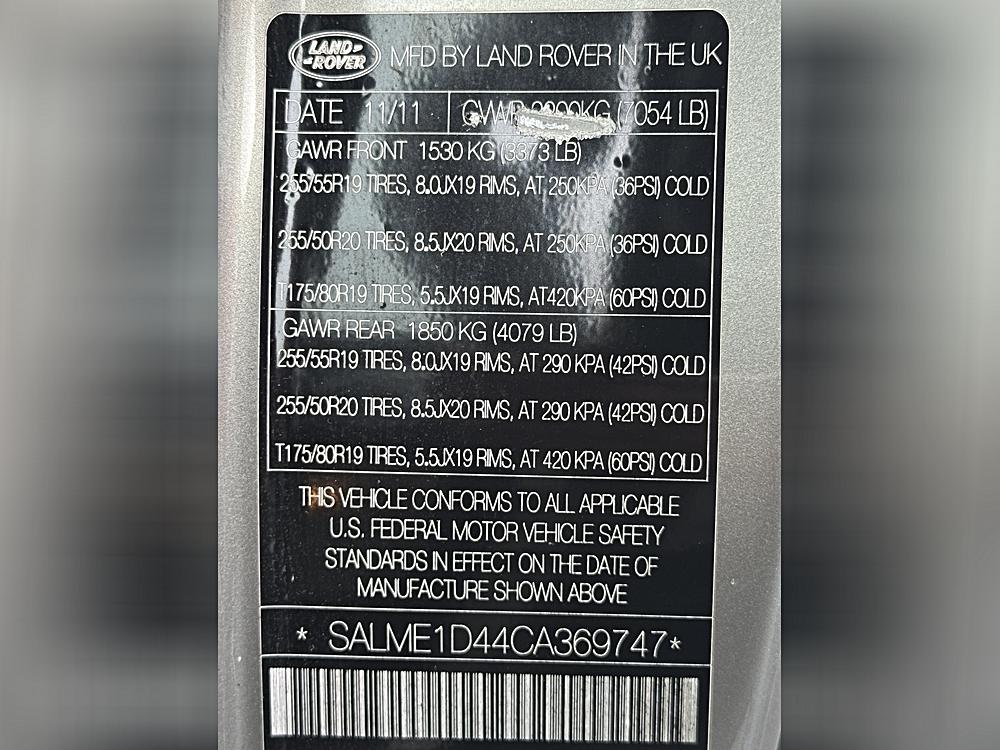 LAND-
-ROVER
MFD BY LAND ROVER IN THE UK
DATE 11/11 GVWR (7054 LB)
GAWR FRONT 1530 KG (3373 LB)
255/55R19 TIRES, 8.0JX19 RIMS, AT 250KPA (36PSI) COLD
255/50R20 TIRES, 8.5JX20 RIMS, AT 250KPA (36PSI) COLD
T175/80R19 TIRES, 5.5JX19 RIMS, AT420KPA (60PSI) COLD
GAWR REAR 1850 KG (4079 LB)
255/55R19 TIRES, 8.0JX19 RIMS, AT 290 KPA (42PSI) COLD
255/50R20 TIRES, 8.5JX20 RIMS, AT 290 KPA (42PSI) COLD
T175/80R19 TIRES, 5.5JX19 RIMS, AT 420 KPA (60PSI) COLD
THIS VEHICLE CONFORMS TO ALL APPLICABLE
U.S. FEDERAL MOTOR VEHICLE SAFETY
STANDARDS IN EFFECT ON THE DATE OF
MANUFACTURE SHOWN ABOVE
* SALME1D44CA369747*